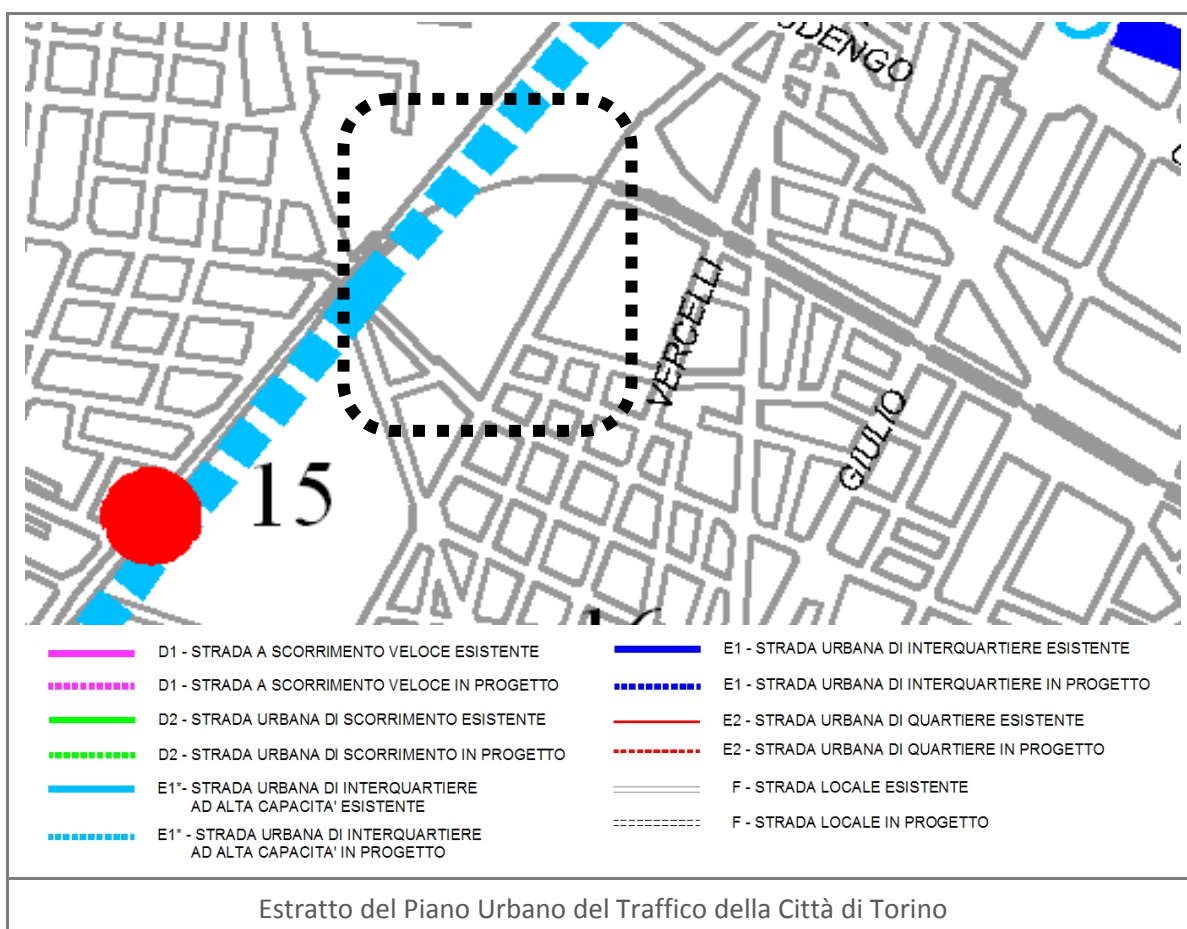 DENGO
VERCELLI
GIULIO
15
D1 - STRADA A SCORRIMENTO VELOCE ESISTENTE
D1 - STRADA A SCORRIMENTO VELOCE IN PROGETTO
D2 - STRADA URBANA DI SCORRIMENTO ESISTENTE
D2 - STRADA URBANA DI SCORRIMENTO IN PROGETTO
E1*- STRADA URBANA DI INTERQUARTIERE
AD ALTA CAPACITA' ESISTENTE
E1* - STRADA URBANA DI INTERQUARTIERE
AD ALTA CAPACITA' IN PROGETTO
E1 - STRADA URBANA DI INTERQUARTIERE ESISTENTE
E1 - STRADA URBANA DI INTERQUARTIERE IN PROGETTO
E2 - STRADA URBANA DI QUARTIERE ESISTENTE
E2 - STRADA URBANA DI QUARTIERE IN PROGETTO
F - STRADA LOCALE ESISTENTE
F - STRADA LOCALE IN PROGETTO
Estratto del Piano Urbano del Traffico della Città di Torino